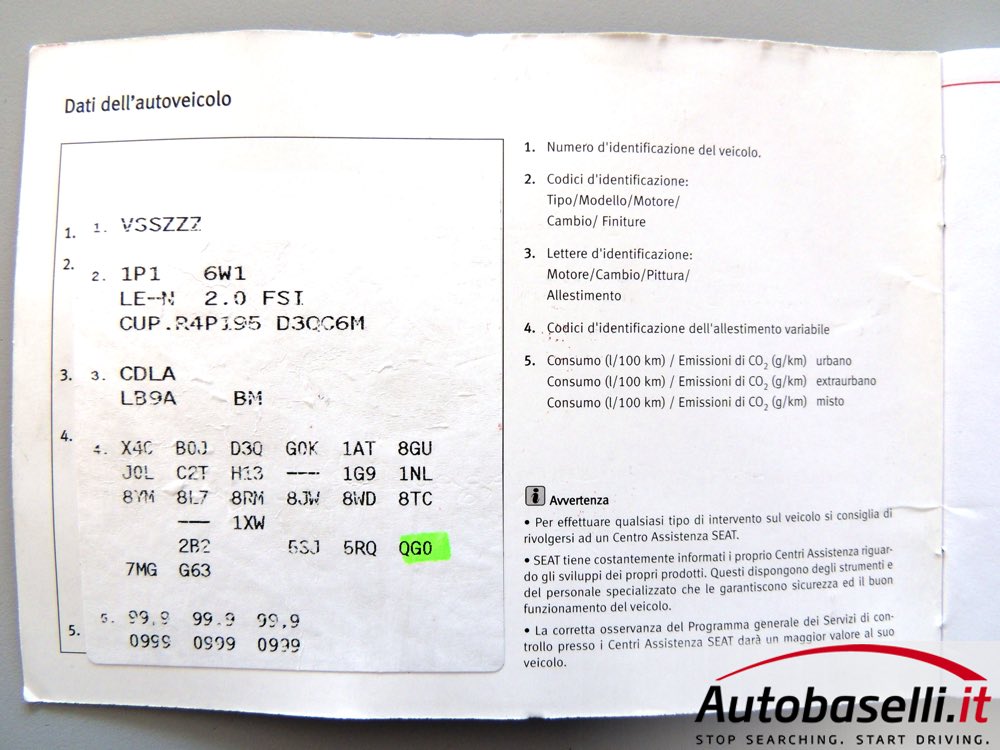 Dati dell'autoveicolo
1. 1. VSSZZZ
2. 2. 1P1 6W1
LE-N 2.0 FSI
CUP.R4P195 D3QC6M
3. 3. CDLA
LB9A BM
4. 4. X4C B0J D3Q G0K 1AT 8GU
J0L C2T H13 --- 1G9 1NL
8YM 8L7 8RM 8JW 8WD 8TC
--- 1XW
2B2 5SJ 5RQ QG0
7MG G63
5. 5. 99,9 99.9 99,9
0999 0999 0999
1. Numero d'identificazione del veicolo.
2. Codici d'identificazione:
Tipo/Modello/Motore/
Cambio/ Finiture
3. Lettere d'identificazione:
Motore/Cambio/Pittura/
Allestimento
4. Codici d'identificazione dell'allestimento variabile
5. Consumo (l/100 km) / Emissioni di CO2 (g/km) urbano
Consumo (l/100 km) / Emissioni di CO2 (g/km) extraurbano
Consumo (l/100 km) / Emissioni di CO2 (g/km) misto
i Avvertenza
• Per effettuare qualsiasi tipo di intervento sul veicolo si consiglia di
rivolgersi ad un Centro Assistenza SEAT.
• SEAT tiene costantemente informati i proprio Centri Assistenza riguar-
do gli sviluppi dei propri prodotti. Questi dispongono degli strumenti e
del personale specializzato che le garantiscono sicurezza ed il buon
funzionamento del veicolo.
• La corretta osservanza del Programma generale dei Servizi di con-
trollo presso i Centri Assistenza SEAT darà un maggior valore al suo
veicolo.
Autobaselli.it
STOP SEARCHING. START DRIVING.